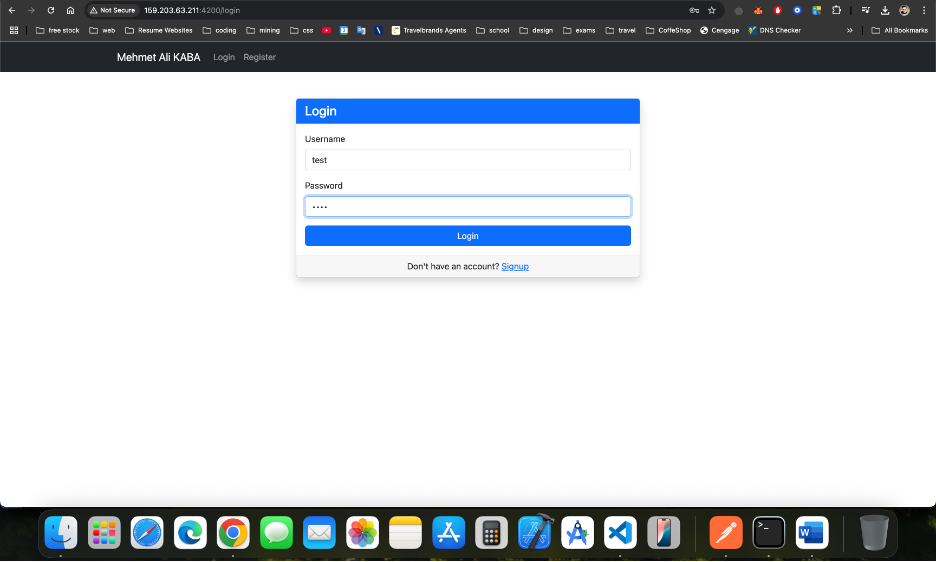 Not Secure 159.203.63.211:4200/login
free stock web Resume Websites coding mining css Travelbrands Agents school design exams travel CoffeShop Cengage DNS Checker » All Bookmarks
Mehmet Ali KABA Login Register
Login
Username
test
Password
••••
Login
Don't have an account? Signup